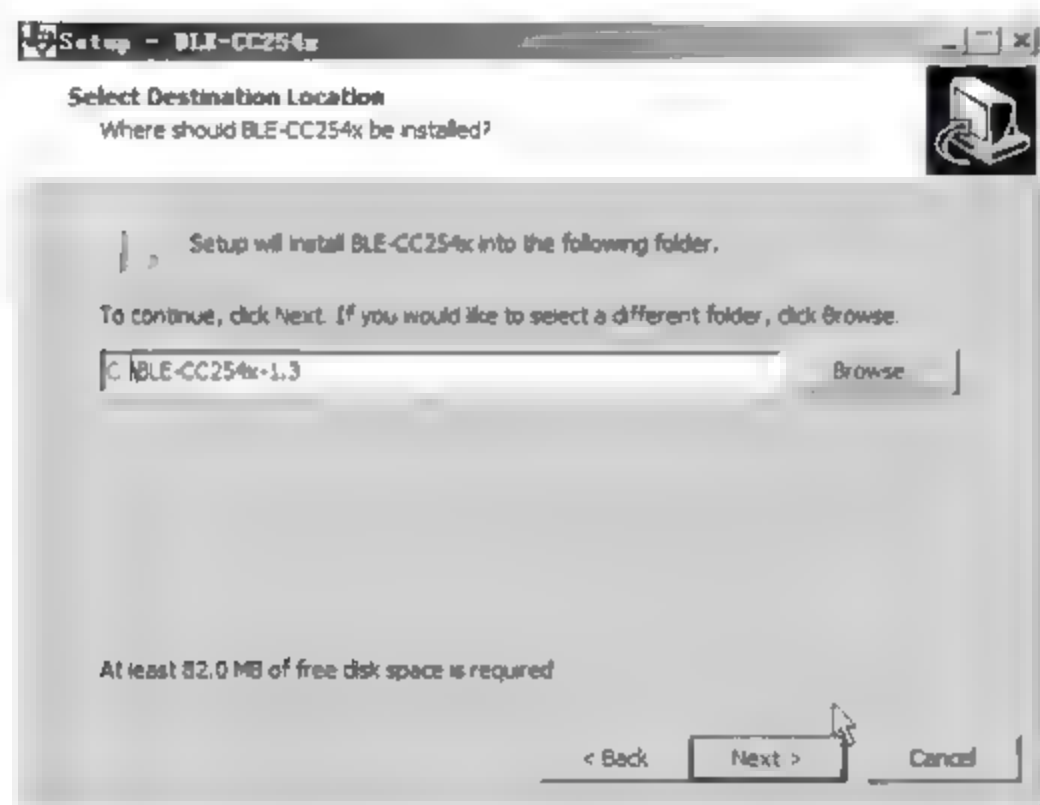 Setup - BLE-CC254x
Select Destination Location
Where should BLE-CC254x be installed?
Setup will install BLE-CC254x into the following folder.
To continue, click Next. If you would like to select a different folder, click Browse.
C:\BLE-CC254x-1.3
Browse
At least 82.0 MB of free disk space is required
< Back
Next >
Cancel